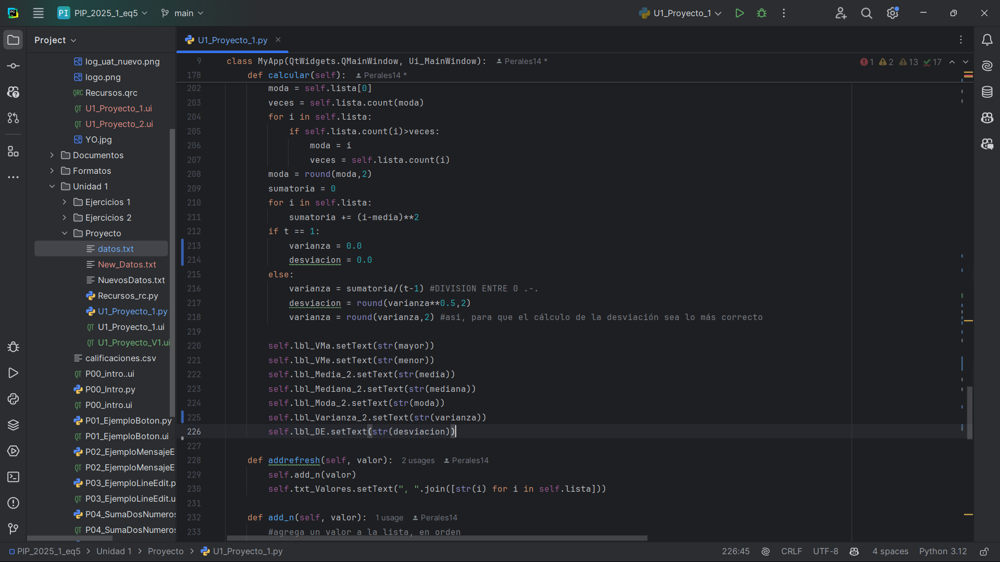 PI PIP_2025_1_eq5 main U1_Proyecto_1
Project
U1_Proyecto_1.py
log_uat_nuevo.png
logo.png
QRC Recursos.qrc
QT U1_Proyecto_1.ui
QT U1_Proyecto_2.ui
YO.jpg
Documentos
Formatos
Unidad 1
Ejercicios 1
Ejercicios 2
Proyecto
datos.txt
New_Datos.txt
NuevosDatos.txt
Recursos_rc.py
U1_Proyecto_1.py
QT U1_Proyecto_1.ui
QT U1_Proyecto_V1.ui
calificaciones.csv
QT P00_intro..ui
P00_Intro.py
QT P00_intro.ui
P01_EjemploBoton.py
QT P01_EjemploBoton.ui
P02_EjemploMensajeE
QT P02_EjemploMensajeE
P03_EjemploLineEdit.p
QT P03_EjemploLineEdit.u
P04_SumaDosNumeros
QT P04_SumaDosNumeros
9 class MyApp(QtWidgets.QMainWindow, Ui_MainWindow): Perales14 *
1 2 13 17
178 def calcular(self): Perales14 *
202 moda = self.lista[0]
203 veces = self.lista.count(moda)
204 for i in self.lista:
205 if self.lista.count(i)>veces:
206 moda = i
207 veces = self.lista.count(i)
208 moda = round(moda,2)
209 sumatoria = 0
210 for i in self.lista:
211 sumatoria += (i-media)**2
212 if t == 1:
213 varianza = 0.0
214 desviacion = 0.0
215 else:
216 varianza = sumatoria/(t-1) #DIVISION ENTRE 0 .-.
217 desviacion = round(varianza**0.5,2)
218 varianza = round(varianza,2) #asi, para que el cálculo de la desviación sea lo más correcto
219
220 self.lbl_VMa.setText(str(mayor))
221 self.lbl_VMe.setText(str(menor))
222 self.lbl_Media_2.setText(str(media))
223 self.lbl_Mediana_2.setText(str(mediana))
224 self.lbl_Moda_2.setText(str(moda))
225 self.lbl_Varianza_2.setText(str(varianza))
226 self.lbl_DE.setText(str(desviacion))
227
228 def addrefresh(self, valor): 2 usages Perales14
229 self.add_n(valor)
230 self.txt_Valores.setText(", ".join([str(i) for i in self.lista]))
231
232 def add_n(self, valor): 1 usage Perales14
233 #agrega un valor a la lista, en orden
PIP_2025_1_eq5 > Unidad 1 > Proyecto > U1_Proyecto_1.py
226:45 CRLF UTF-8 4 spaces Python 3.12